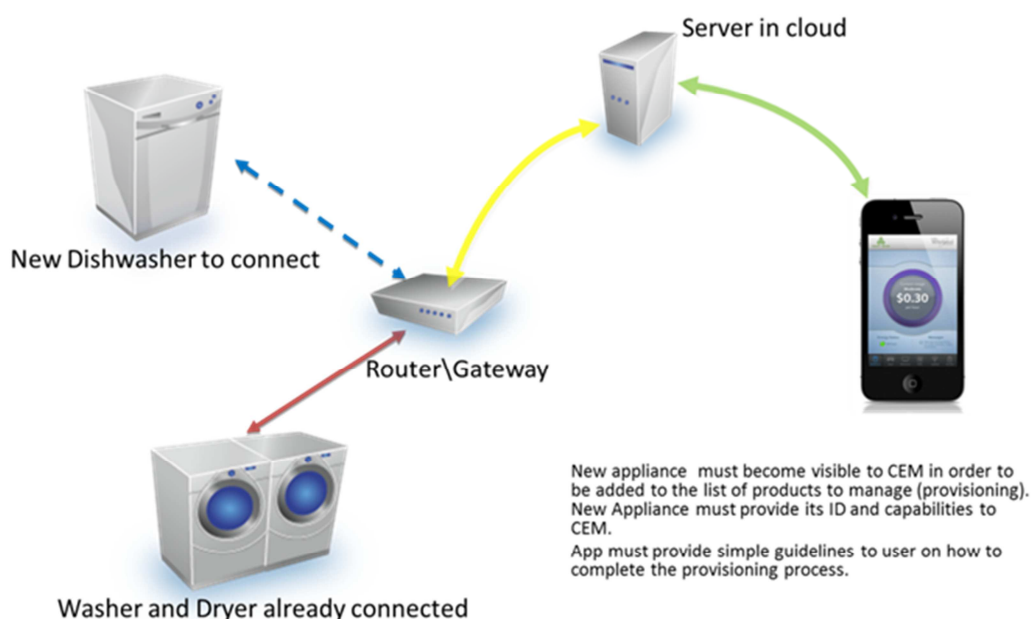 Server in cloud
New Dishwasher to connect
Router\Gateway
$0.30
New appliance must become visible to CEM in order to
be added to the list of products to manage (provisioning).
New Appliance must provide its ID and capabilities to
CEM.
App must provide simple guidelines to user on how to
complete the provisioning process.
Washer and Dryer already connected